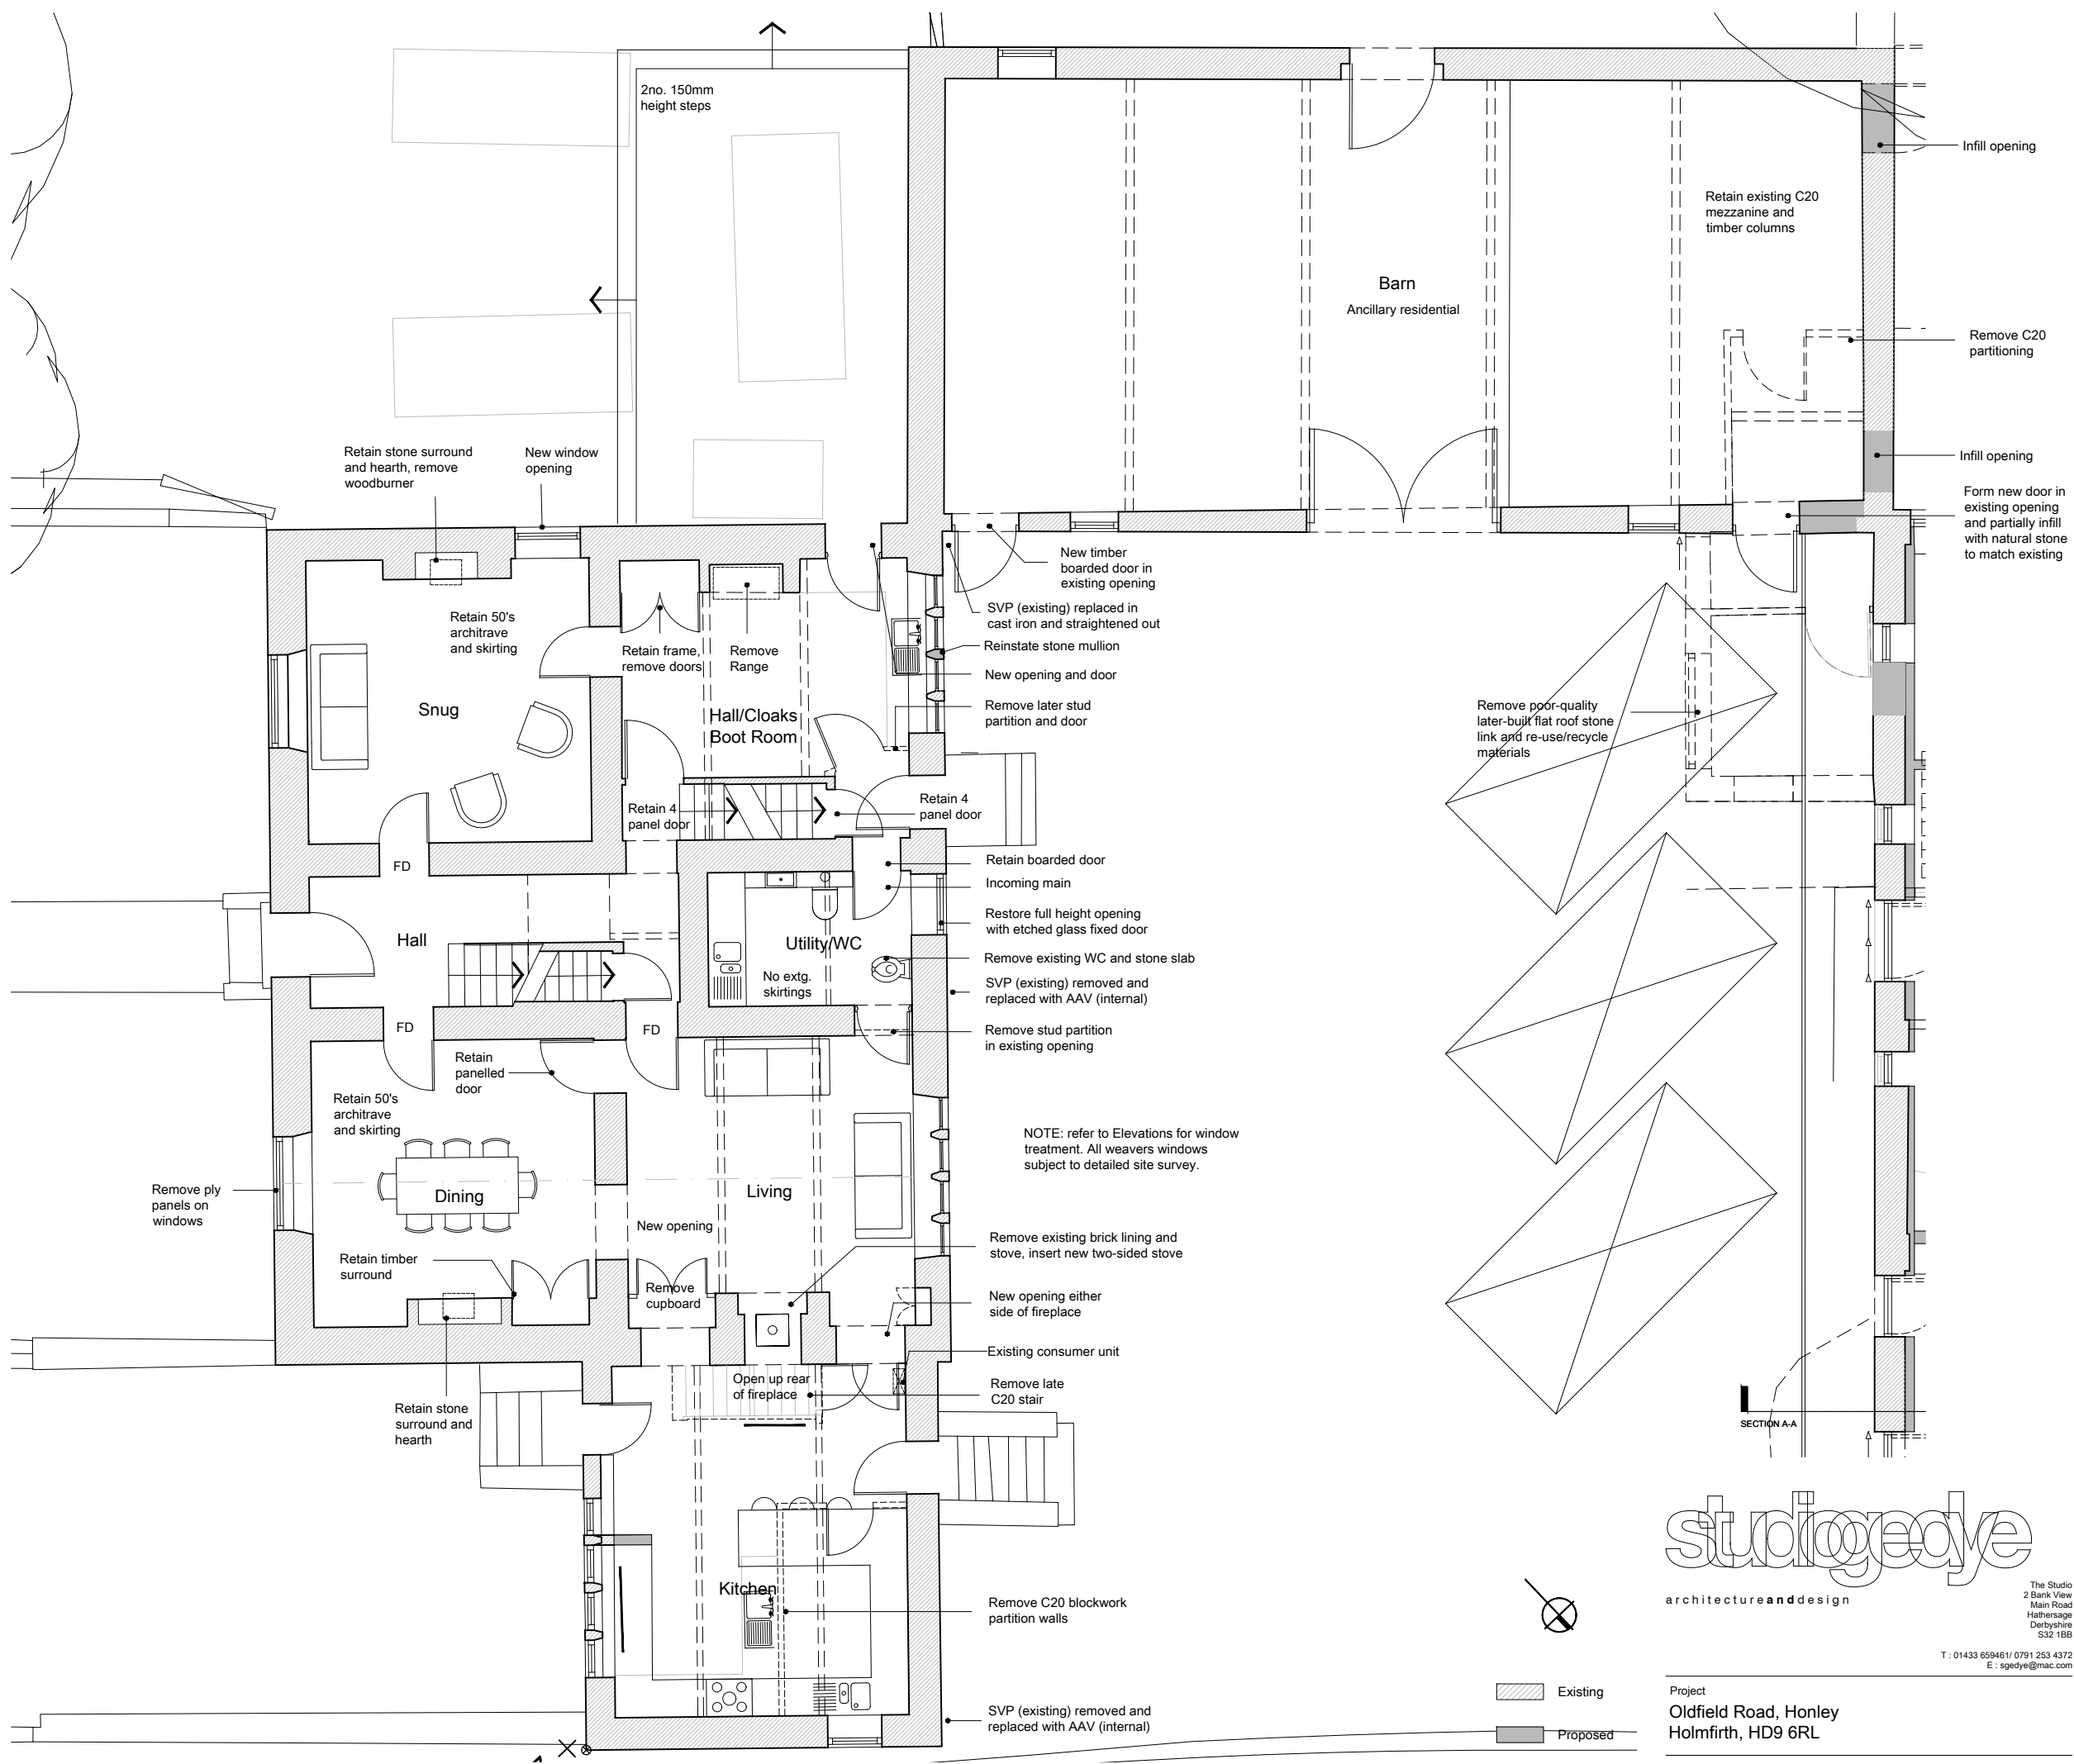 2no. 150mm
height steps
Infill opening
Retain existing C20
mezzanine and
timber columns
Barn
Ancillary residential
Remove C20
partitioning
Retain stone surround
and hearth, remove
woodburner
New window
opening
Infill opening
Form new door in
existing opening
and partially infill
with natural stone
to match existing
New timber
boarded door in
existing opening
SVP (existing) replaced in
cast iron and straightened out
Retain 50's
architrave
and skirting
Retain frame,
remove doors
Remove
Range
Reinstate stone mullion
New opening and door
Snug
Hall/Cloaks
Boot Room
Remove later stud
partition and door
Remove poor-quality
later-built flat roof stone
link and re-use/recycle
materials
Retain 4
panel door
Retain 4
panel door
FD
Retain boarded door
Incoming main
Restore full height opening
with etched glass fixed door
Hall
Utility/WC
Remove existing WC and stone slab
No extg.
skirtings
SVP (existing) removed and
replaced with AAV (internal)
FD
FD
Remove stud partition
in existing opening
Retain
panelled
door
Retain 50's
architrave
and skirting
NOTE: refer to Elevations for window
treatment. All weavers windows
subject to detailed site survey.
Remove ply
panels on
windows
Dining
Living
New opening
Remove existing brick lining and
stove, insert new two-sided stove
Retain timber
surround
Remove
cupboard
New opening either
side of fireplace
Existing consumer unit
Open up rear
of fireplace
Remove late
C20 stair
Retain stone
surround and
hearth
SECTION A-A
studiogedye
architectureanddesign
The Studio
2 Bank View
Main Road
Hathersage
Derbyshire
S32 1BB
T : 01433 659461/ 0791 253 4372
E : sgedye@mac.com
Kitchen
Remove C20 blockwork
partition walls
SVP (existing) removed and
replaced with AAV (internal)
Existing
Proposed
Project
Oldfield Road, Honley
Holmfirth, HD9 6RL